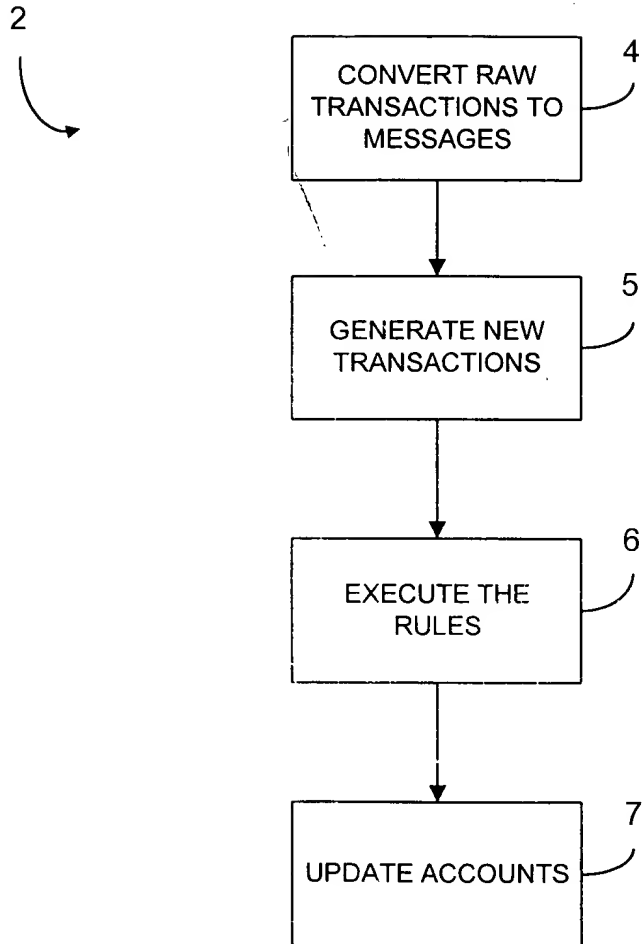 2
4
CONVERT RAW
TRANSACTIONS TO
MESSAGES
5
GENERATE NEW
TRANSACTIONS
6
EXECUTE THE
RULES
7
UPDATE ACCOUNTS